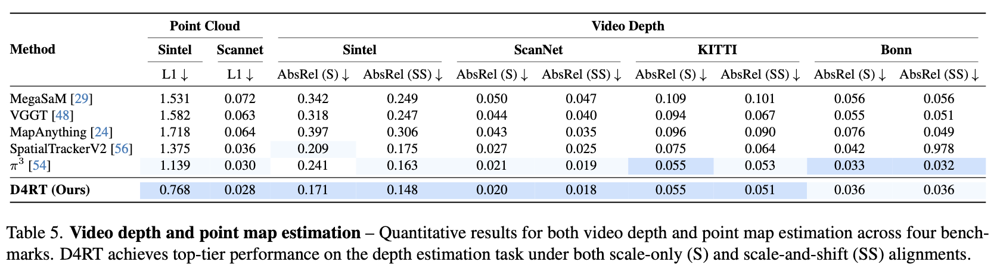 Point Cloud Video Depth
Method Sintel Scannet Sintel ScanNet KITTI Bonn
L1 ↓ L1 ↓ AbsRel (S) ↓ AbsRel (SS) ↓ AbsRel (S) ↓ AbsRel (SS) ↓ AbsRel (S) ↓ AbsRel (SS) ↓ AbsRel (S) ↓ AbsRel (SS) ↓
MegaSaM [29] 1.531 0.072 0.342 0.249 0.050 0.047 0.109 0.101 0.056 0.056
VGGT [48] 1.582 0.063 0.318 0.247 0.044 0.040 0.094 0.067 0.055 0.051
MapAnything [24] 1.718 0.064 0.397 0.306 0.043 0.035 0.096 0.090 0.076 0.049
SpatialTrackerV2 [56] 1.375 0.036 0.209 0.175 0.027 0.025 0.075 0.064 0.042 0.978
π³ [54] 1.139 0.030 0.241 0.163 0.021 0.019 0.055 0.053 0.033 0.032
D4RT (Ours) 0.768 0.028 0.171 0.148 0.020 0.018 0.055 0.051 0.036 0.036
Table 5. Video depth and point map estimation – Quantitative results for both video depth and point map estimation across four bench-
marks. D4RT achieves top-tier performance on the depth estimation task under both scale-only (S) and scale-and-shift (SS) alignments.